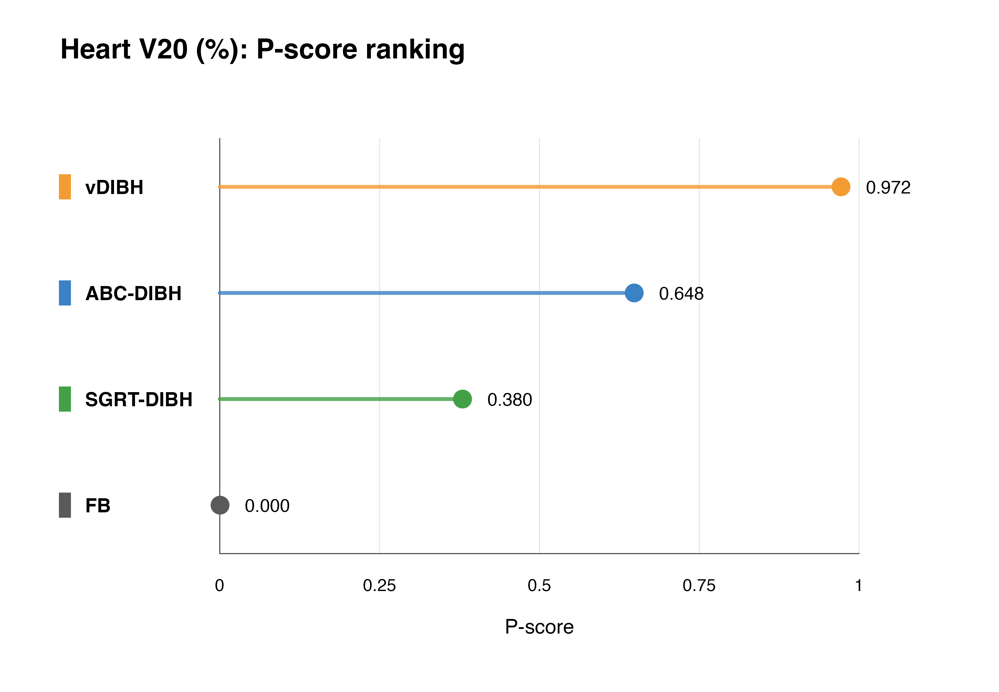 Heart V20 (%): P-score ranking
vDIBH 0.972
ABC-DIBH 0.648
SGRT-DIBH 0.380
FB 0.000
0 0.25 0.5 0.75 1
P-score